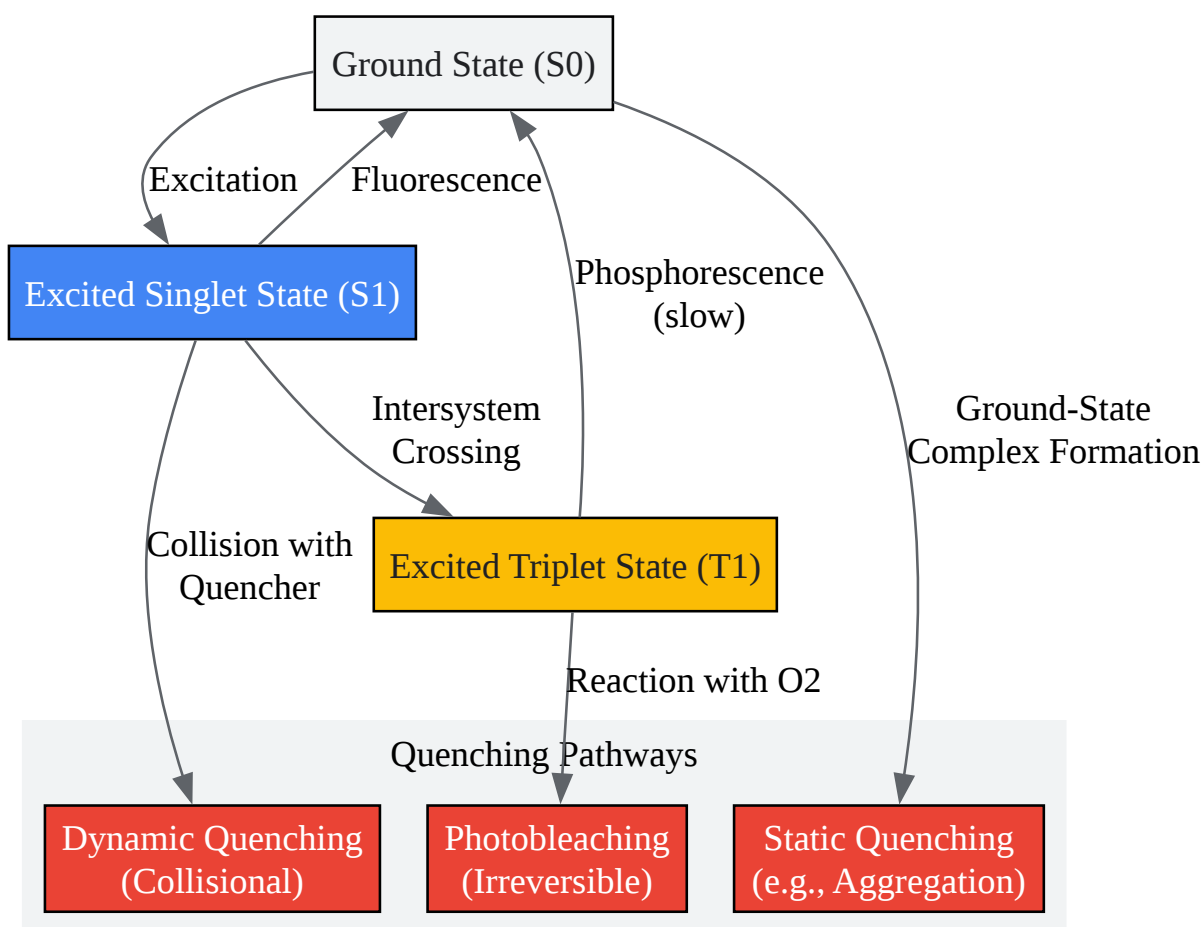 Ground State (S0)
Excitation
Fluorescence
Excited Singlet State (S1)
Phosphorescence
(slow)
Intersystem
Crossing
Ground-State
Complex Formation
Collision with
Quencher
Excited Triplet State (T1)
Reaction with O2
Quenching Pathways
Dynamic Quenching
(Collisional)
Photobleaching
(Irreversible)
Static Quenching
(e.g., Aggregation)